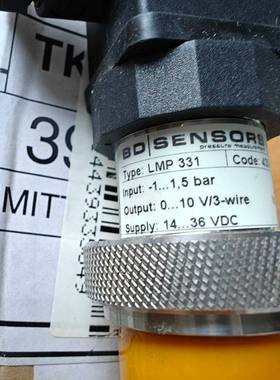 TK
39
MITT
BD|SENSORS
pressure measurement
Type: LMP 331 Code: 43
Input: -1...1,5 bar
Output: 0...10 V/3-wire
Supply: 14...36 VDC